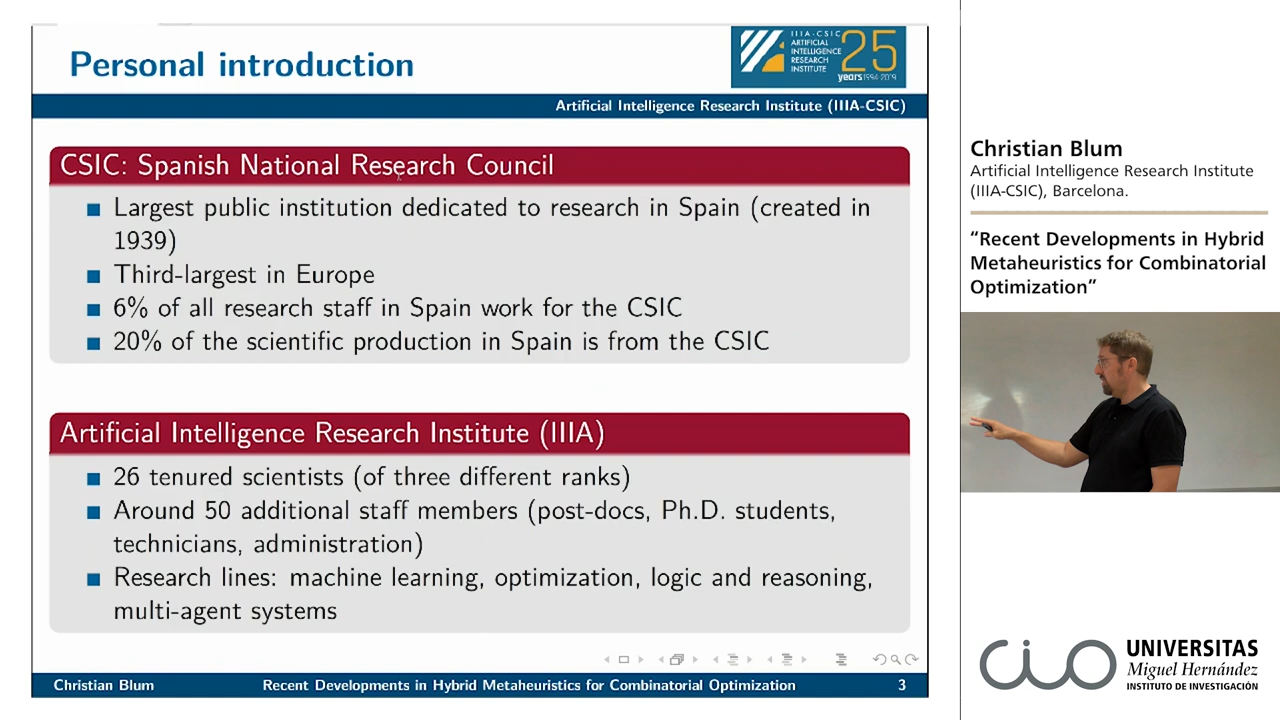 Personal introduction
IIIA-CSIC
ARTIFICIAL
INTELLIGENCE
RESEARCH
INSTITUTE
25
years 1994-2019
Artificial Intelligence Research Institute (IIIA-CSIC)
CSIC: Spanish National Research Council
Largest public institution dedicated to research in Spain (created in
1939)
Third-largest in Europe
6% of all research staff in Spain work for the CSIC
20% of the scientific production in Spain is from the CSIC
Artificial Intelligence Research Institute (IIIA)
26 tenured scientists (of three different ranks)
Around 50 additional staff members (post-docs, Ph.D. students,
technicians, administration)
Research lines: machine learning, optimization, logic and reasoning,
multi-agent systems
Christian Blum
Recent Developments in Hybrid Metaheuristics for Combinatorial Optimization
3
Christian Blum
Artificial Intelligence Research Institute
(IIIA-CSIC), Barcelona.
“Recent Developments in Hybrid
Metaheuristics for Combinatorial
Optimization”
cio
UNIVERSITAS
Miguel Hernández
INSTITUTO DE INVESTIGACIÓN